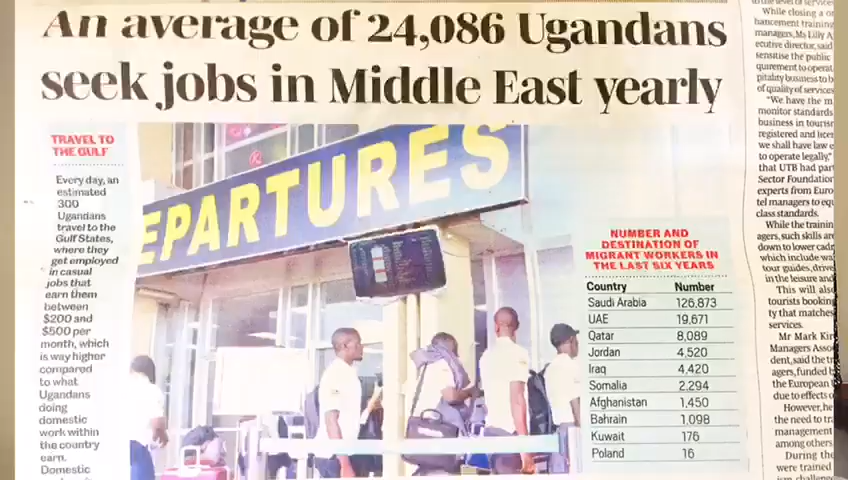 An average of 24,086 Ugandans
seek jobs in Middle East yearly
TRAVEL TO
THE GULF
Every day, an
estimated
300
Ugandans
travel to the
Gulf States,
where they
get employed
in casual
jobs that
earn them
between
$200 and
$500 per
month, which
is way higher
compared
to what
Ugandans
doing
domestic
work within
the country
earn.
Domestic
EPARTURES
NUMBER AND
DESTINATION OF
MIGRANT WORKERS IN
THE LAST SIX YEARS
Country Number
Saudi Arabia 126,873
UAE 19,671
Qatar 8,089
Jordan 4,520
Iraq 4,420
Somalia 2,294
Afghanistan 1,450
Bahrain 1,098
Kuwait 176
Poland 16
While closing a
hancement training
managers, Ms Lilly A
ecutive director, said
sensitise the public
quirement to operat
pitality business to b
of quality of services
"We have the m
monitor standards
business in tourism
registered and licen
we shall have law e
to operate legally,"
that UTB had part
Sector Foundation
experts from Euro
tel managers to equ
class standards.
While the training
agers, such skills are
down to lower cadr
which include wa
tour guides, drive
in the leisure and
This will als
tourists booking
ty that matches
services.
Mr Mark Kir
Managers Asso
dent, said the tr
agers, funded b
the European
due to effects o
However, he
the need to tra
management
among others.
During the
were trained